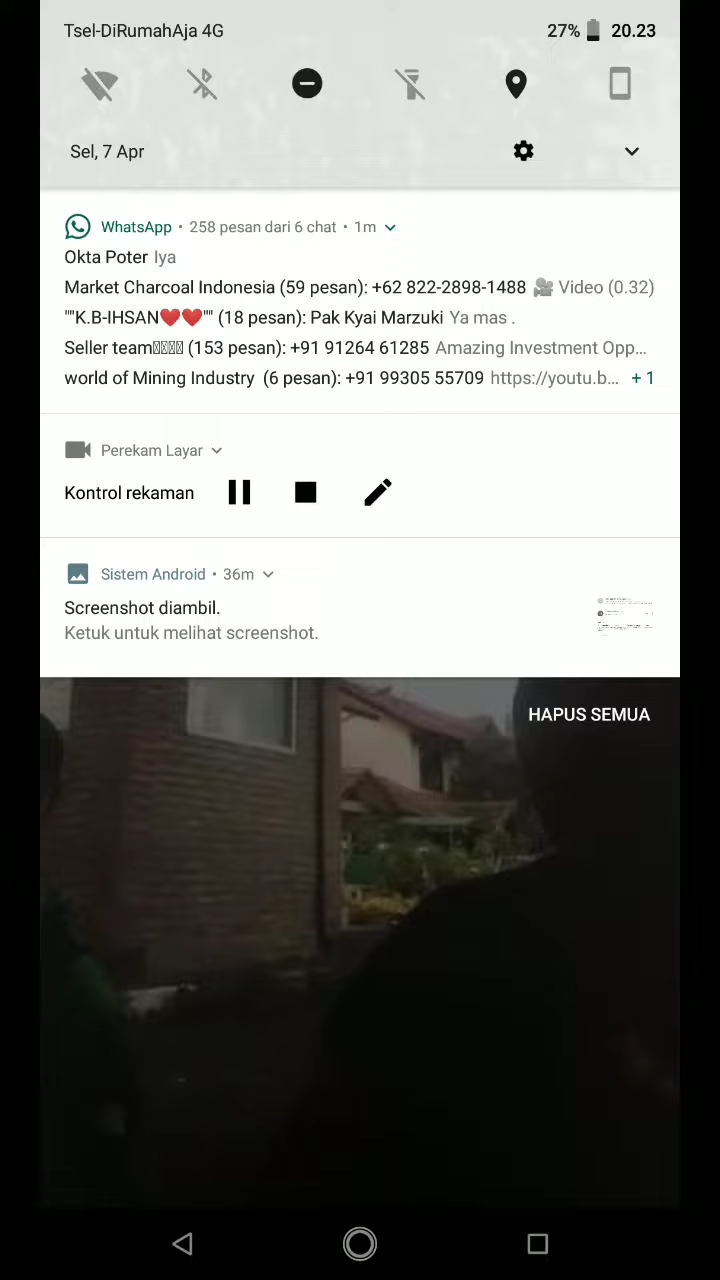 Tsel-DiRumahAja 4G 27% 20.23
Sel, 7 Apr
WhatsApp • 258 pesan dari 6 chat • 1m
Okta Poter Iya
Market Charcoal Indonesia (59 pesan): +62 822-2898-1488 🎥 Video (0.32)
""K.B-IHSAN❤️❤️"" (18 pesan): Pak Kyai Marzuki Ya mas .
Seller team (153 pesan): +91 91264 61285 Amazing Investment Opp...
world of Mining Industry (6 pesan): +91 99305 55709 https://youtu.b... + 1
Perekam Layar
Kontrol rekaman
Sistem Android • 36m
Screenshot diambil.
Ketuk untuk melihat screenshot.
HAPUS SEMUA